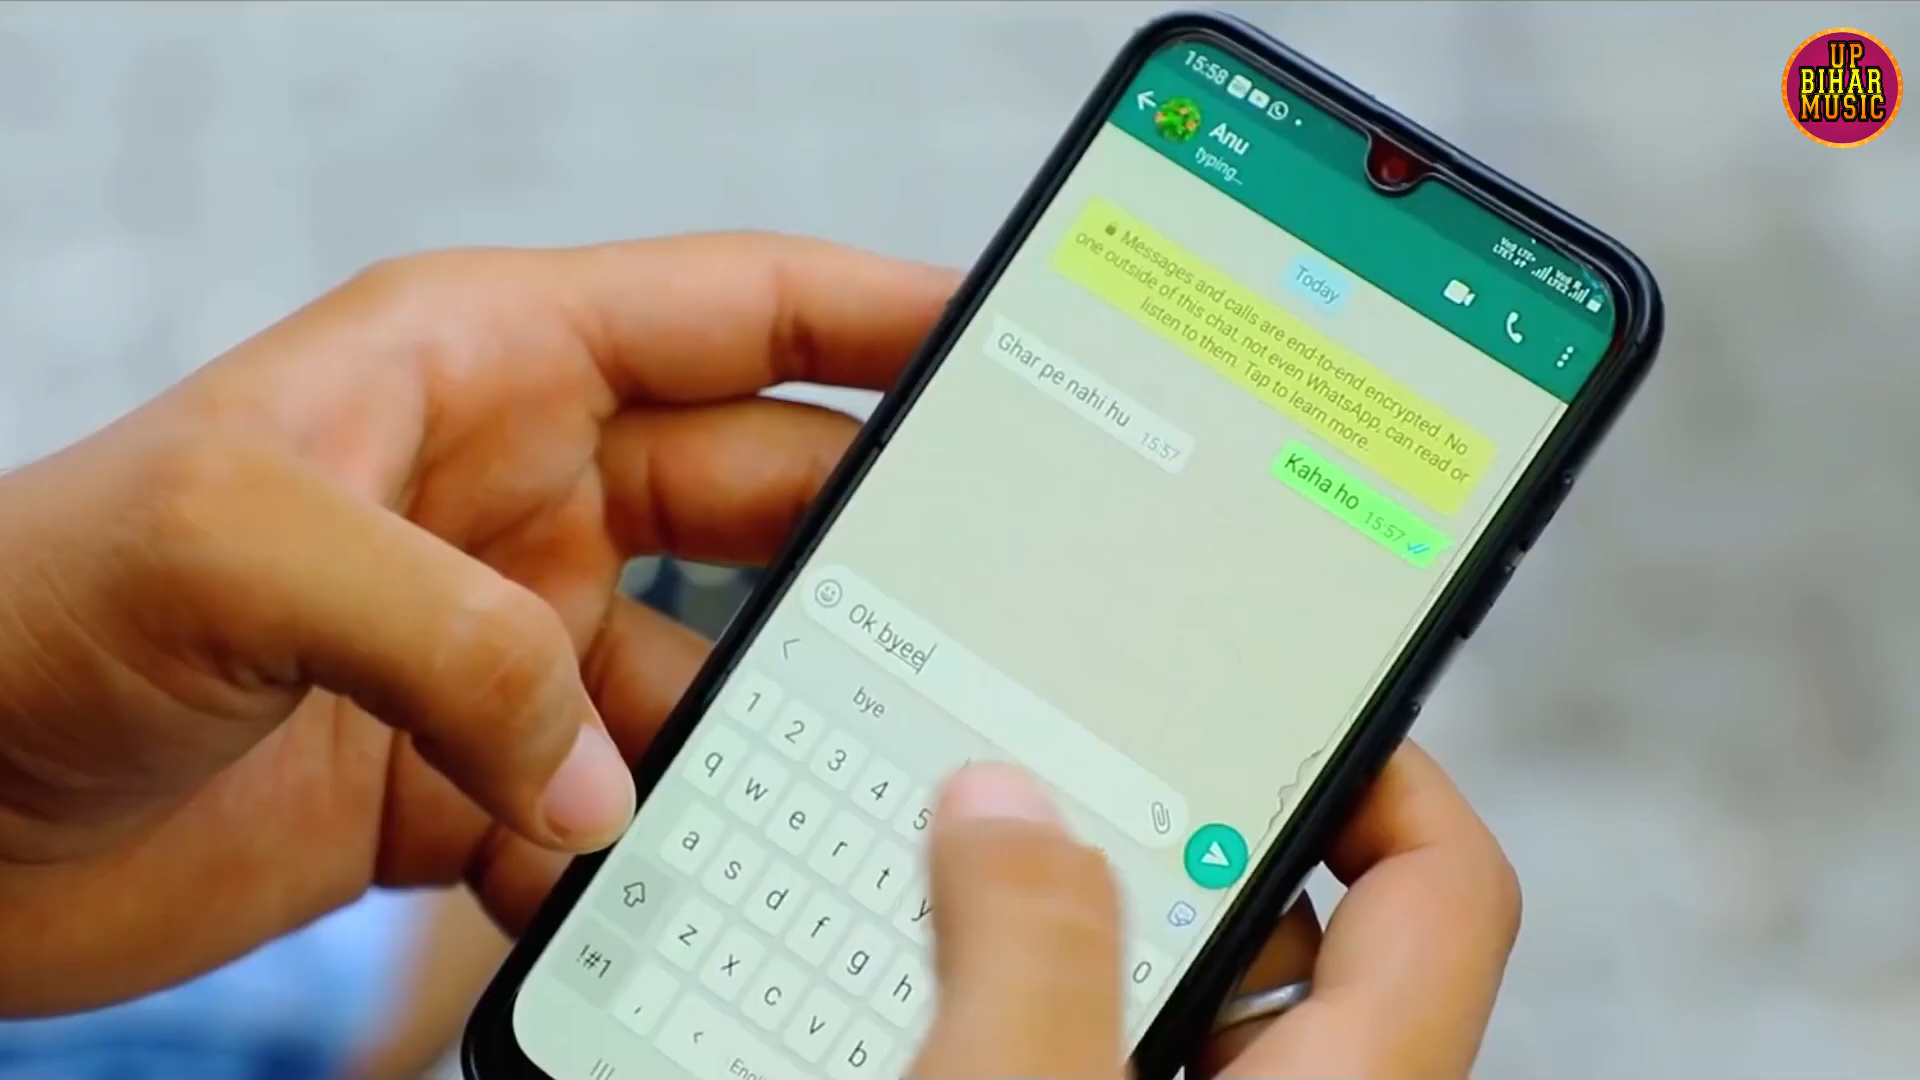 UP
BIHAR
MUSIC
15:58
Anu
typing...
Today
Messages and calls are end-to-end encrypted. No
one outside of this chat, not even WhatsApp, can read or
listen to them. Tap to learn more.
Kaha ho 15:57
Ghar pe nahi hu 15:57
Ok byee
bye
1 2 3 4 5 0
q w e r t y
a s d f g h
z x c v b
!#1 ,